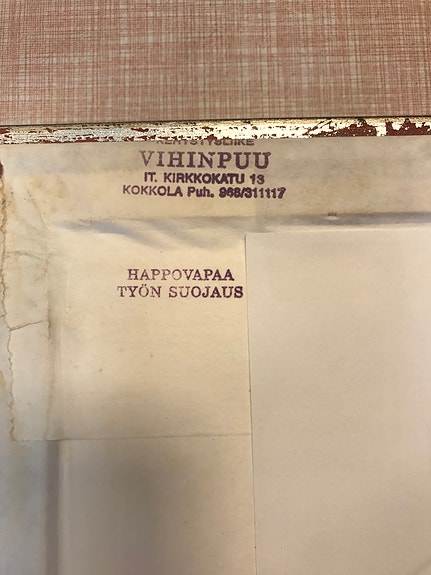 VIHINPUU
IT. KIRKKOKATU 13
KOKKOLA Puh. 968/311117
HAPPOVAPAA
TYÖN SUOJAUS